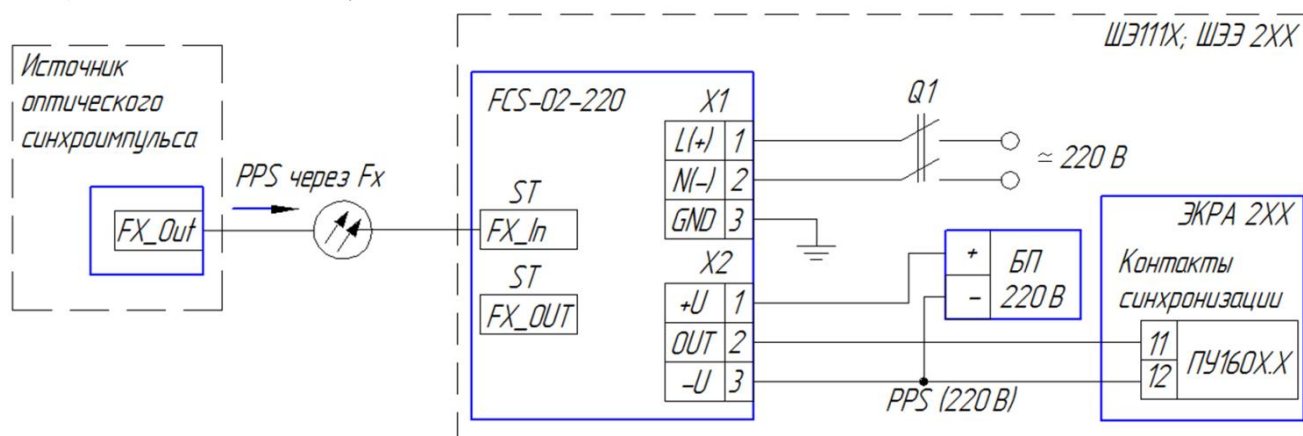 ШЭ111Х; ШЭЭ 2ХХ
Источник
оптического
синхроимпульса
FX_Out
PPS через Fx
FCS-02-220
ST
FX_In
ST
FX_OUT
X1
L(+) 1
N(-) 2
GND 3
X2
+U 1
OUT 2
-U 3
Q1
≃ 220 В
+ БП
- 220 В
PPS (220 В)
ЭКРА 2ХХ
Контакты
синхронизации
11
12
ПУ160Х.Х